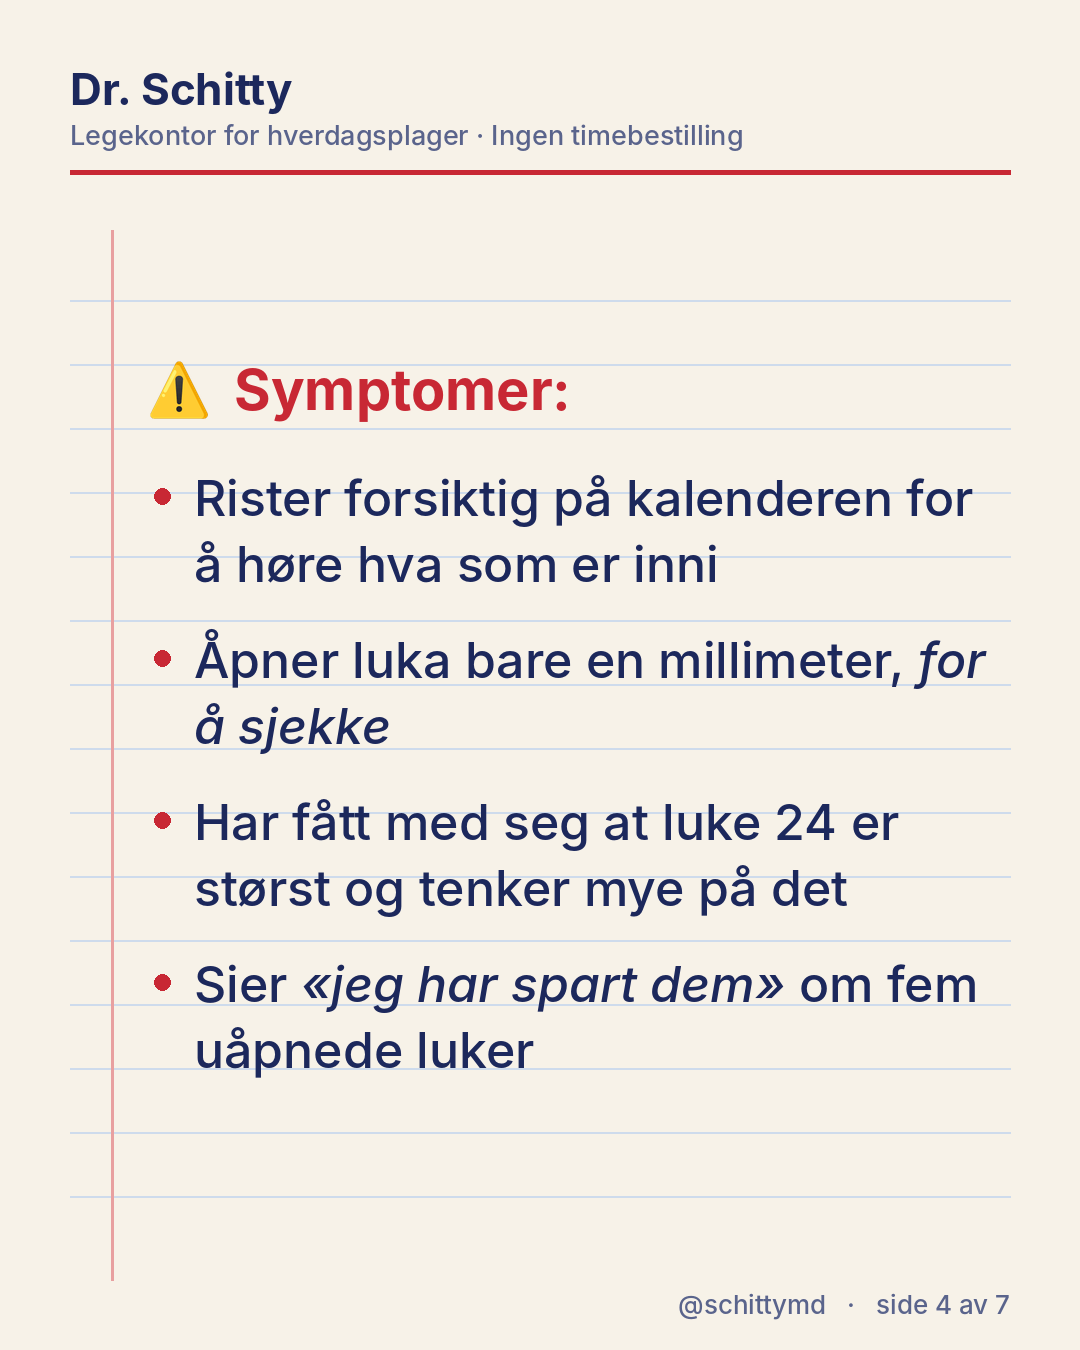 Dr. Schitty
Legekontor for hverdagsplager · Ingen timebestilling
⚠️ Symptomer:
• Rister forsiktig på kalenderen for
å høre hva som er inni
• Åpner luka bare en millimeter, for
å sjekke
• Har fått med seg at luke 24 er
størst og tenker mye på det
• Sier «jeg har spart dem» om fem
uåpnede luker
@schittymd · side 4 av 7